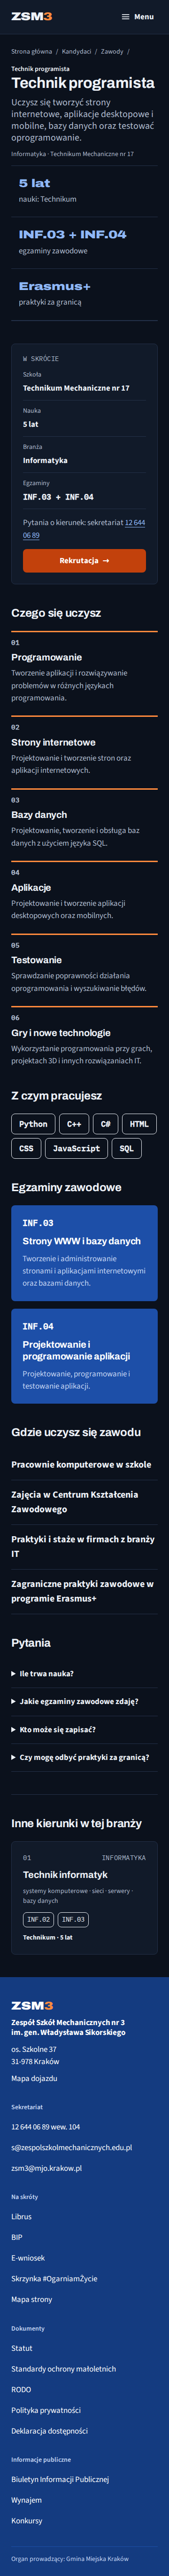 ZSM3
Menu
Strona główna / Kandydaci / Zawody /
Technik programista
Technik programista
Uczysz się tworzyć strony
internetowe, aplikacje desktopowe i
mobilne, bazy danych oraz testować
oprogramowanie.
Informatyka · Technikum Mechaniczne nr 17
5 lat
nauki: Technikum
INF.03 + INF.04
egzaminy zawodowe
Erasmus+
praktyki za granicą
W SKRÓCIE
Szkoła
Technikum Mechaniczne nr 17
Nauka
5 lat
Branża
Informatyka
Egzaminy
INF.03 + INF.04
Pytania o kierunek: sekretariat 12 644
06 89
Rekrutacja →
Czego się uczysz
01
Programowanie
Tworzenie aplikacji i rozwiązywanie
problemów w różnych językach
programowania.
02
Strony internetowe
Projektowanie i tworzenie stron oraz
aplikacji internetowych.
03
Bazy danych
Projektowanie, tworzenie i obsługa baz
danych z użyciem języka SQL.
04
Aplikacje
Projektowanie i tworzenie aplikacji
desktopowych oraz mobilnych.
05
Testowanie
Sprawdzanie poprawności działania
oprogramowania i wyszukiwanie błędów.
06
Gry i nowe technologie
Wykorzystanie programowania przy grach,
projektach 3D i innych rozwiązaniach IT.
Z czym pracujesz
Python C++ C# HTML
CSS JavaScript SQL
Egzaminy zawodowe
INF.03
Strony WWW i bazy danych
Tworzenie i administrowanie
stronami i aplikacjami internetowymi
oraz bazami danych.
INF.04
Projektowanie i
programowanie aplikacji
Projektowanie, programowanie i
testowanie aplikacji.
Gdzie uczysz się zawodu
Pracownie komputerowe w szkole
Zajęcia w Centrum Kształcenia
Zawodowego
Praktyki i staże w firmach z branży
IT
Zagraniczne praktyki zawodowe w
programie Erasmus+
Pytania
Ile trwa nauka?
Jakie egzaminy zawodowe zdaję?
Kto może się zapisać?
Czy mogę odbyć praktyki za granicą?
Inne kierunki w tej branży
01 INFORMATYKA
Technik informatyk
systemy komputerowe · sieci · serwery ·
bazy danych
INF.02 INF.03
Technikum · 5 lat
ZSM3
Zespół Szkół Mechanicznych nr 3
im. gen. Władysława Sikorskiego
os. Szkolne 37
31-978 Kraków
Mapa dojazdu
Sekretariat
12 644 06 89 wew. 104
s@zespolszkolmechanicznych.edu.pl
zsm3@mjo.krakow.pl
Na skróty
Librus
BIP
E-wniosek
Skrzynka #OgarniamŻycie
Mapa strony
Dokumenty
Statut
Standardy ochrony małoletnich
RODO
Polityka prywatności
Deklaracja dostępności
Informacje publiczne
Biuletyn Informacji Publicznej
Wynajem
Konkursy
Organ prowadzący: Gmina Miejska Kraków